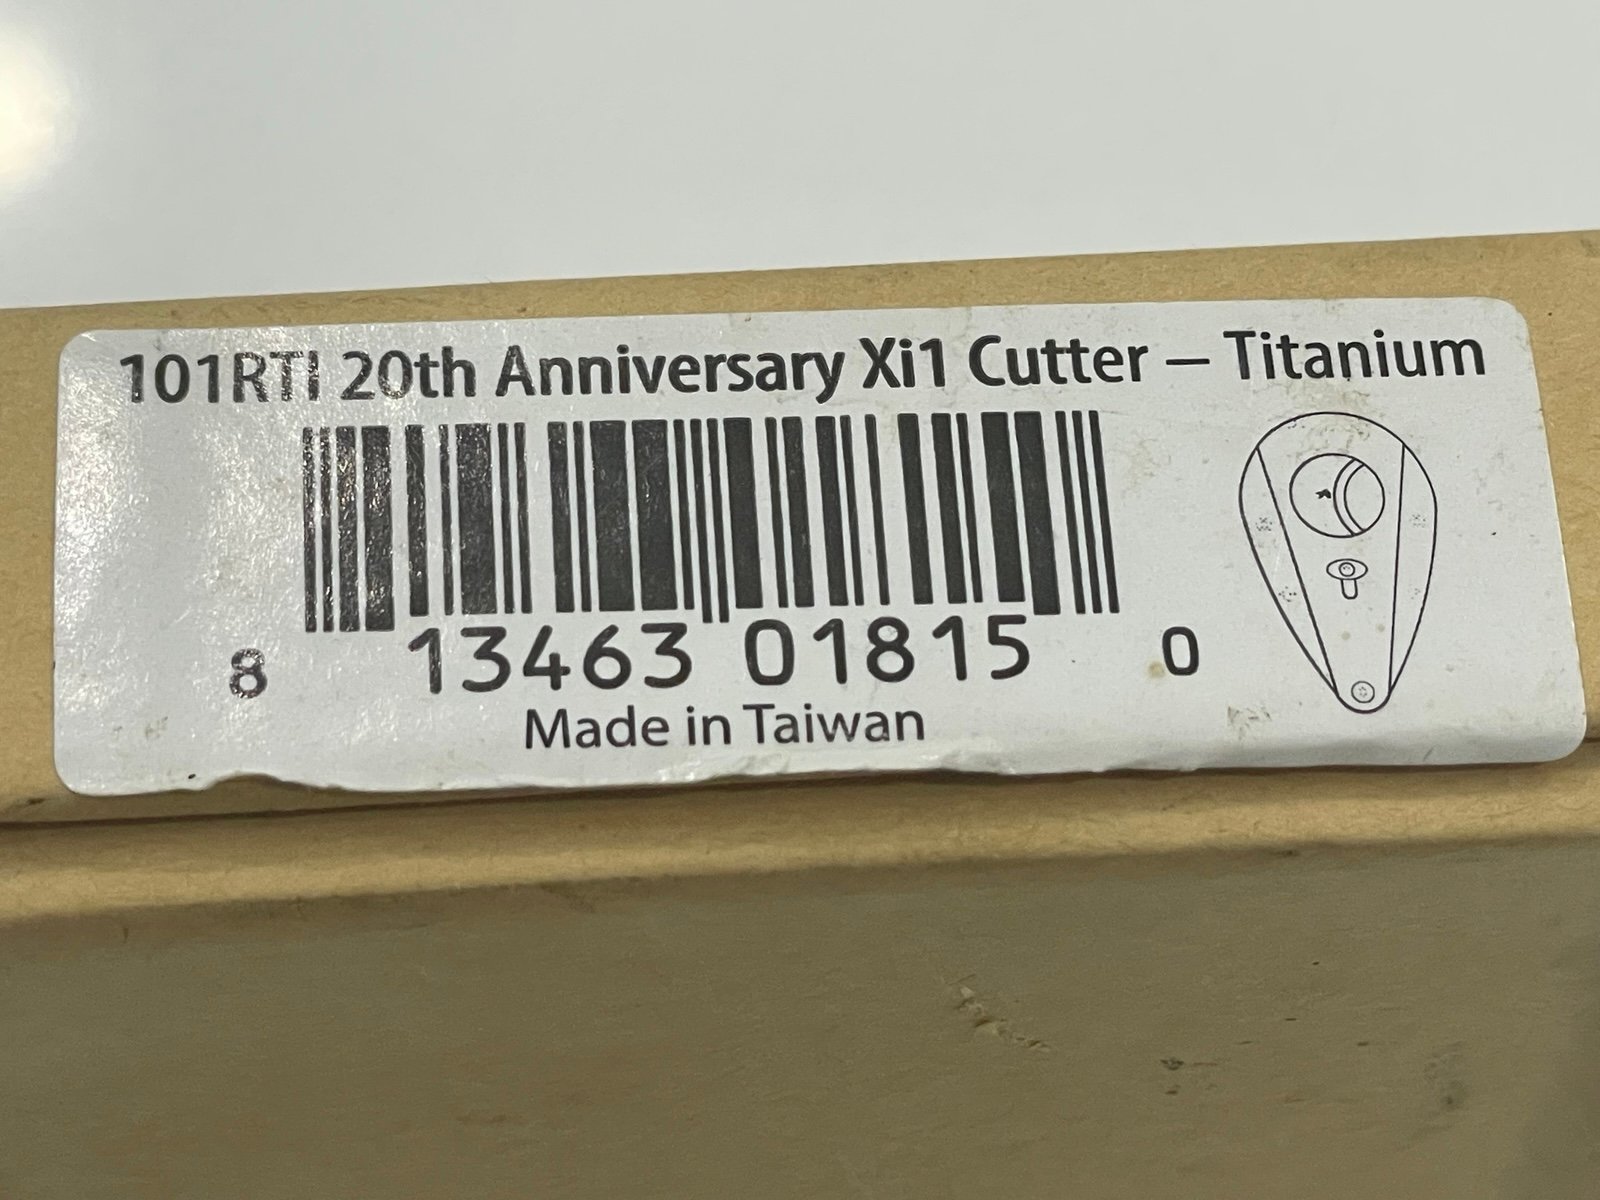 101RTI 20th Anniversary Xi1 Cutter – Titanium
8 13463 01815 0
Made in Taiwan